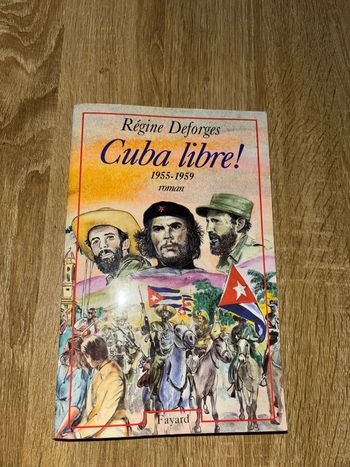 Régine Deforges
Cuba libre!
1955-1959
roman
Fayard